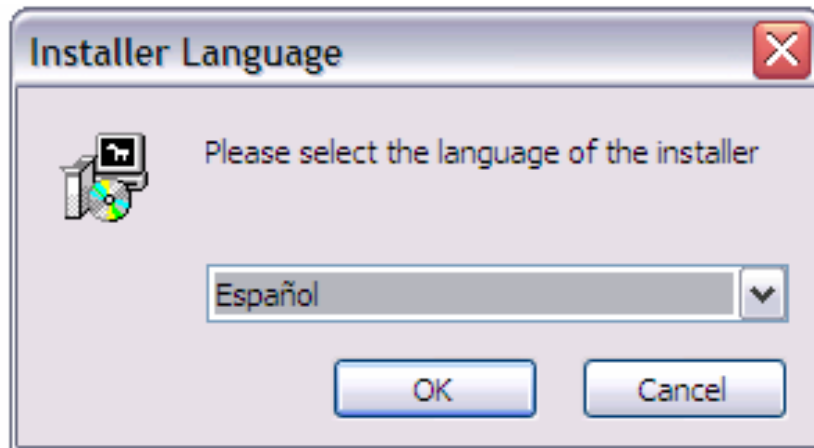 Installer Language
Please select the language of the installer
Español
OK
Cancel